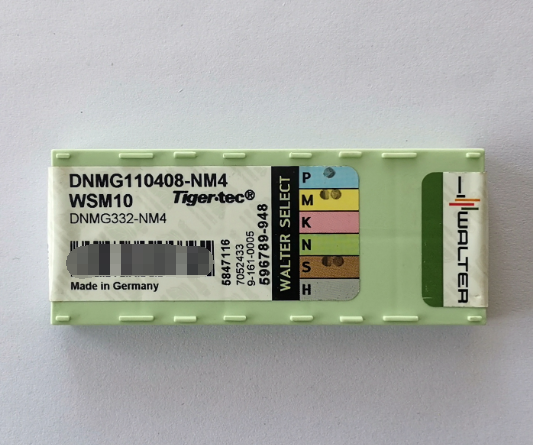 DNMG110408-NM4
WSM10 Tiger·tec®
DNMG332-NM4
Made in Germany
5847116
7052433
9-161-0005
596789-948
WALTER SELECT
P
M
K
N
S
H
WALTER